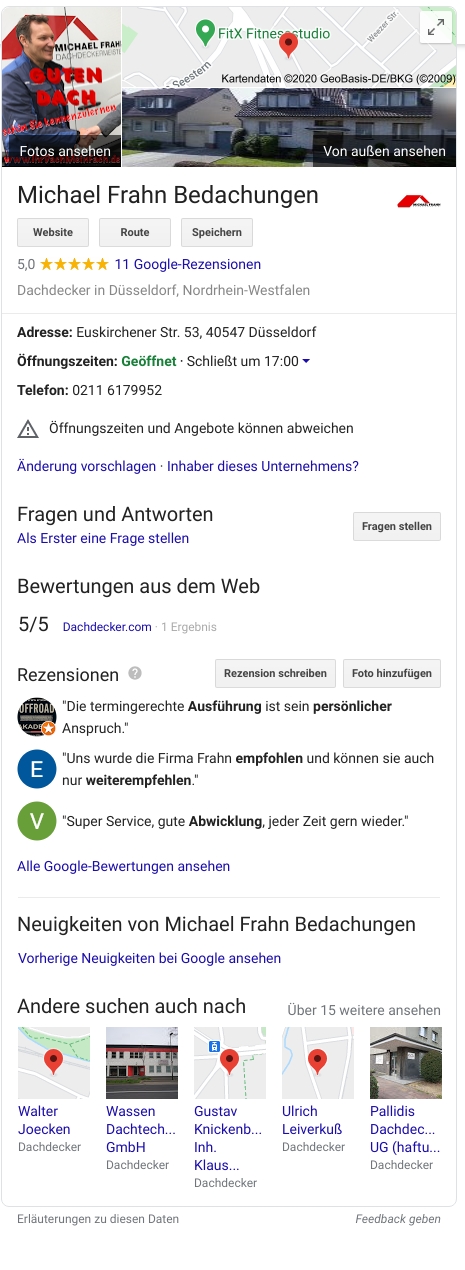 MICHAEL FRAHN
DACHDECKERMEISTER
GUTEN
DACH
FitX Fitnessstudio
Weezer Str.
Seestern
Kartendaten ©2020 GeoBasis-DE/BKG (©2009)
Fotos ansehen
Von außen ansehen
Michael Frahn Bedachungen
MICHAEL FRAHN
Website
Route
Speichern
5,0 ★★★★★ 11 Google-Rezensionen
Dachdecker in Düsseldorf, Nordrhein-Westfalen
Adresse: Euskirchener Str. 53, 40547 Düsseldorf
Öffnungszeiten: Geöffnet · Schließt um 17:00
Telefon: 0211 6179952
Öffnungszeiten und Angebote können abweichen
Änderung vorschlagen · Inhaber dieses Unternehmens?
Fragen und Antworten
Als Erster eine Frage stellen
Fragen stellen
Bewertungen aus dem Web
5/5 Dachdecker.com · 1 Ergebnis
Rezensionen ?
Rezension schreiben
Foto hinzufügen
OFFROAD
"Die termingerechte Ausführung ist sein persönlicher
Anspruch."
E
"Uns wurde die Firma Frahn empfohlen und können sie auch
nur weiterempfehlen."
V
"Super Service, gute Abwicklung, jeder Zeit gern wieder."
Alle Google-Bewertungen ansehen
Neuigkeiten von Michael Frahn Bedachungen
Vorherige Neuigkeiten bei Google ansehen
Andere suchen auch nach
Über 15 weitere ansehen
Walter
Joecken
Dachdecker
Wassen
Dachtech...
GmbH
Dachdecker
Gustav
Knickenb...
Inh.
Klaus...
Dachdecker
Ulrich
Leiverkuß
Dachdecker
Pallidis
Dachdec...
UG (haftu...
Dachdecker
Erläuterungen zu diesen Daten
Feedback geben